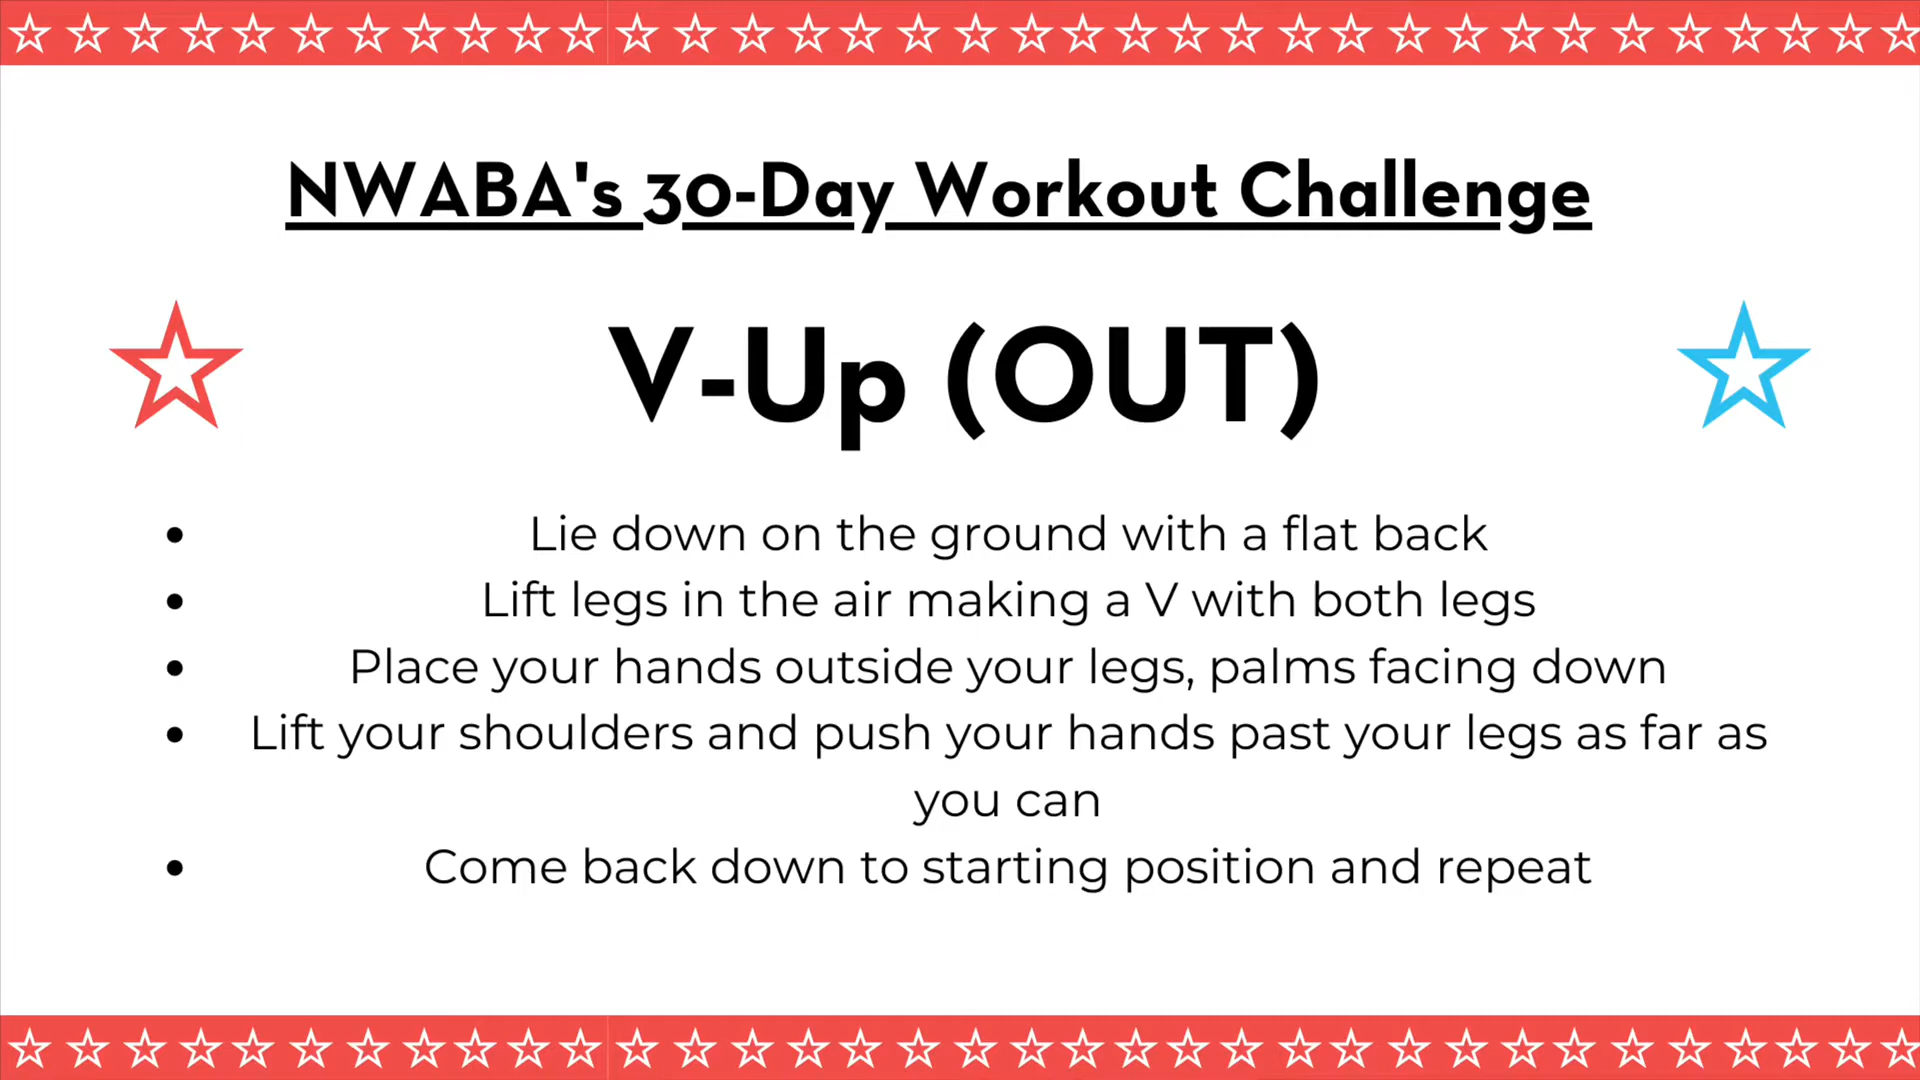 NWABA's 30-Day Workout Challenge
V-Up (OUT)
• Lie down on the ground with a flat back
• Lift legs in the air making a V with both legs
• Place your hands outside your legs, palms facing down
• Lift your shoulders and push your hands past your legs as far as
you can
• Come back down to starting position and repeat